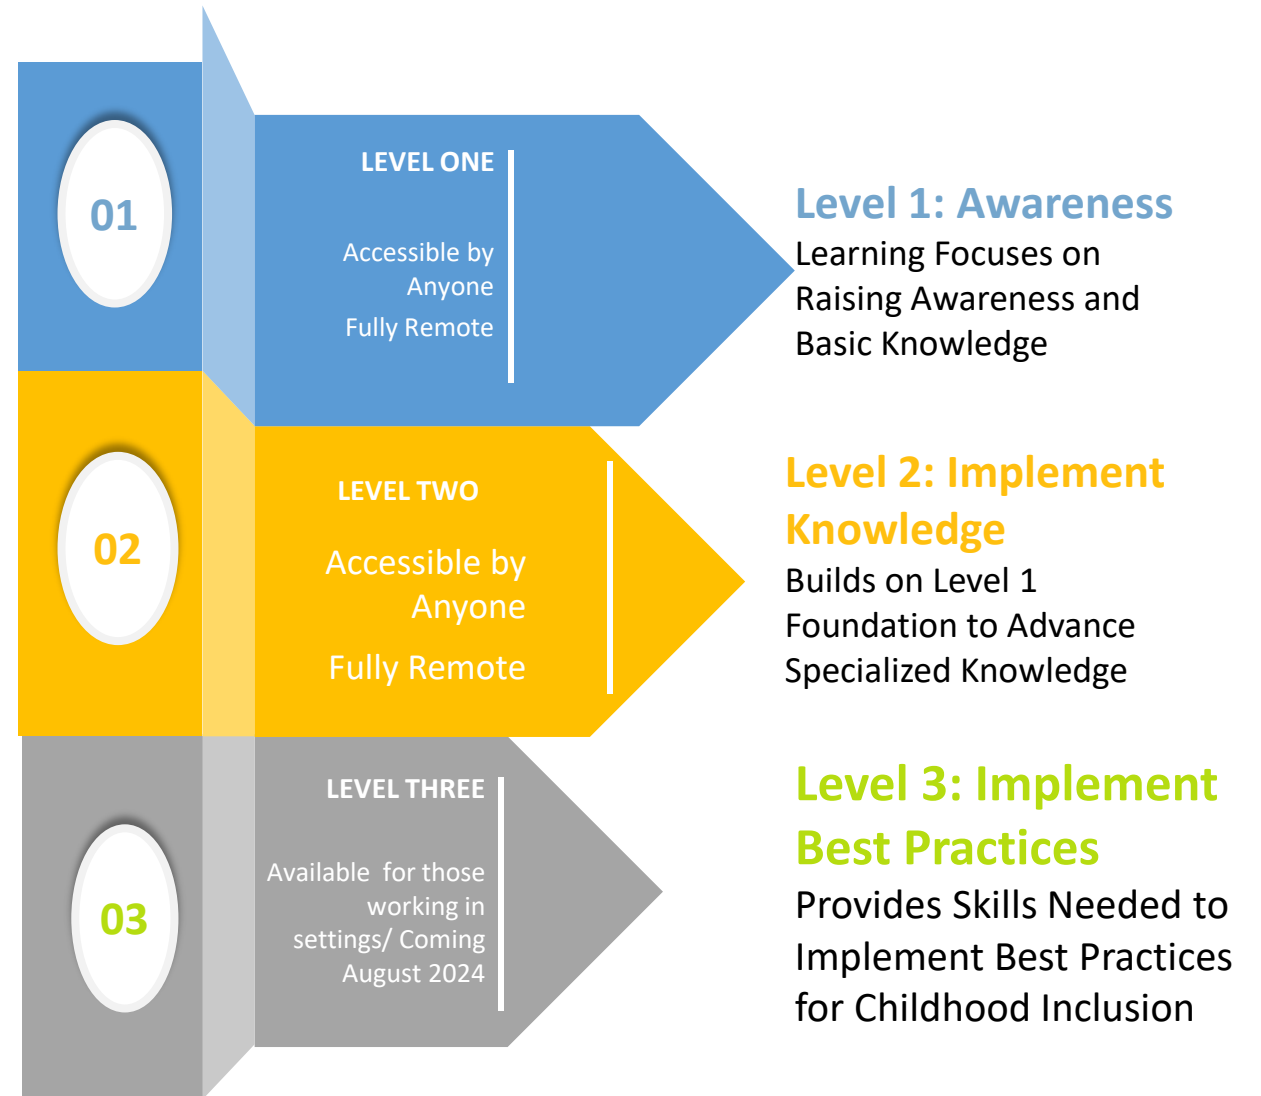 01
LEVEL ONE
Accessible by
Anyone
Fully Remote
Level 1: Awareness
Learning Focuses on
Raising Awareness and
Basic Knowledge
02
LEVEL TWO
Accessible by
Anyone
Fully Remote
Level 2: Implement
Knowledge
Builds on Level 1
Foundation to Advance
Specialized Knowledge
03
LEVEL THREE
Available  for those
working in
settings/ Coming
August 2024
Level 3: Implement
Best Practices
Provides Skills Needed to
Implement Best Practices
for Childhood Inclusion